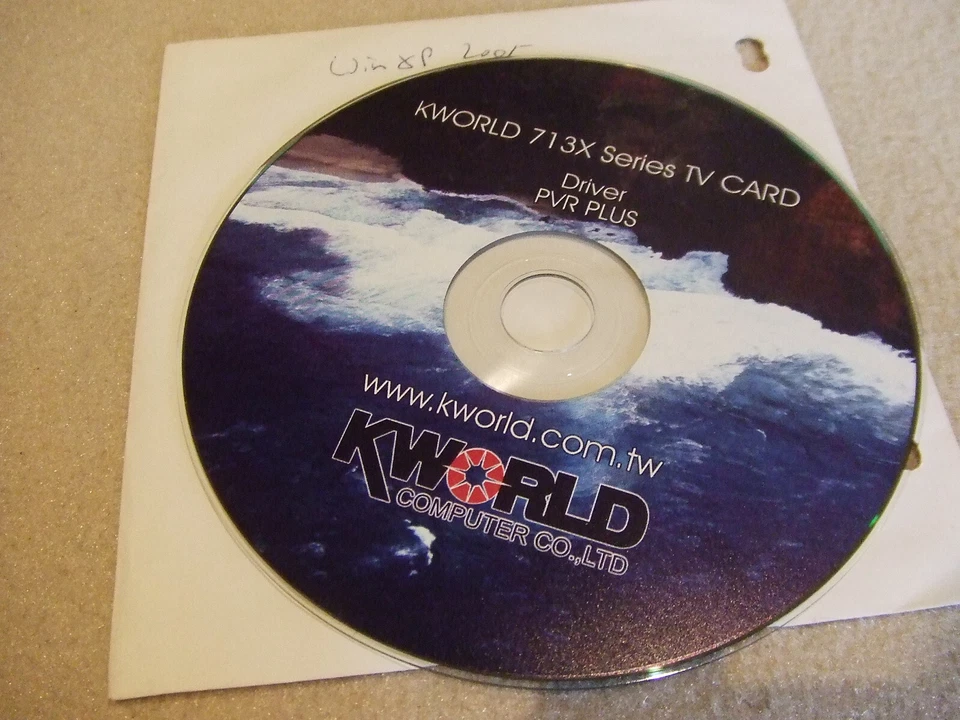 Win XP 2005
KWORLD 713X Series TV CARD
Driver
PVR PLUS
www.kworld.com.tw
KWORLD
COMPUTER CO.,LTD